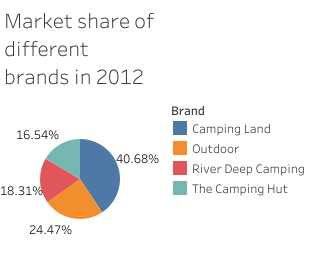 Market share of
different
brands in 2012
Brand
Camping Land
Outdoor
River Deep Camping
The Camping Hut
16.54%
40.68%
18.31%
24.47%